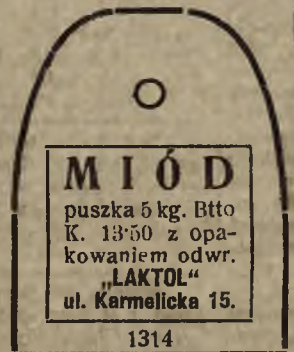 MIÓD
puszka 5 kg. Btto
K. 13·50 z opa-
kowaniem odwr.
„LAKTOL“
ul. Karmelicka 15.
1314